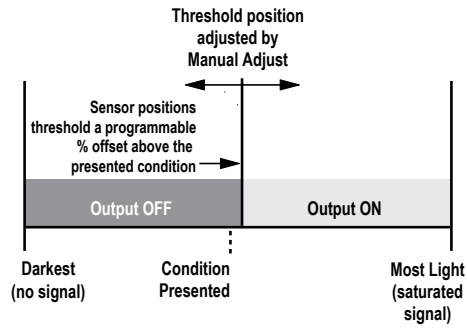 Threshold position
adjusted by
Manual Adjust
Sensor positions
threshold a programmable
% offset above the
presented condition
Output OFF
Output ON
Darkest
(no signal)
Condition
Presented
Most Light
(saturated
signal)